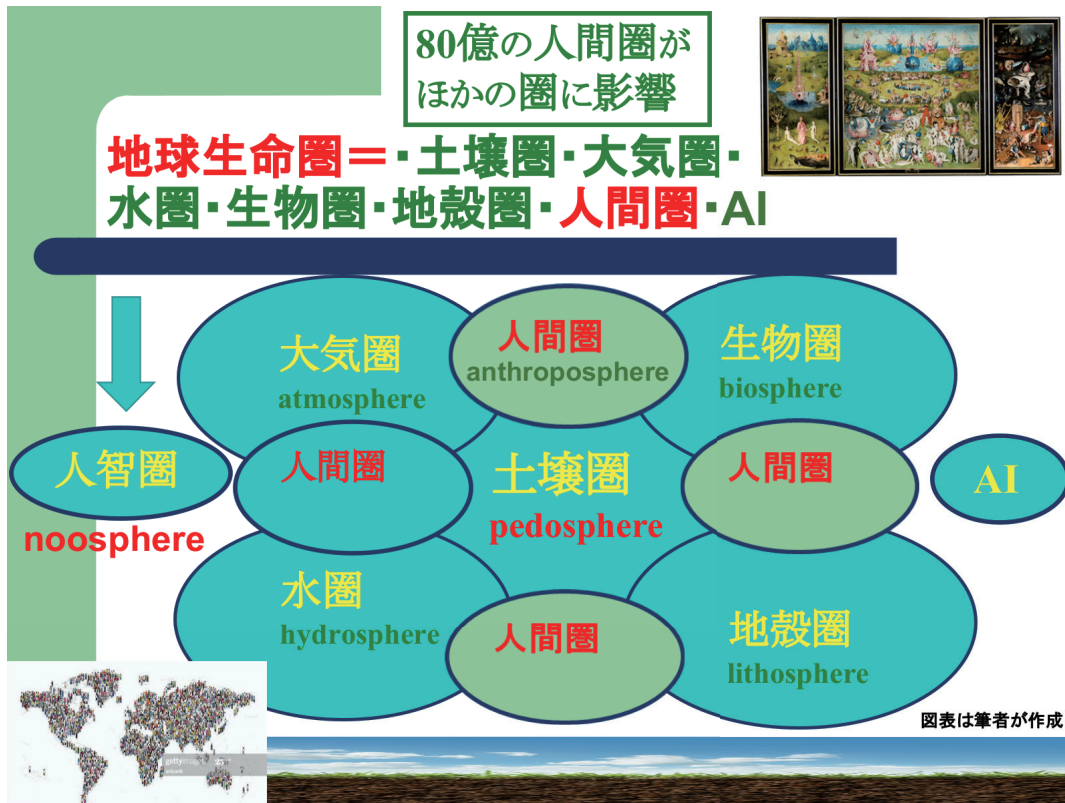 80億の人間圏が
ほかの圏に影響
地球生命圏＝・土壌圏・大気圏・
水圏・生物圏・地殻圏・人間圏・AI
大気圏
atmosphere
人間圏
anthroposphere
生物圏
biosphere
人智圏
noosphere
人間圏
土壌圏
pedosphere
人間圏
AI
水圏
hydrosphere
人間圏
地殻圏
lithosphere
図表は筆者が作成
gettyimages